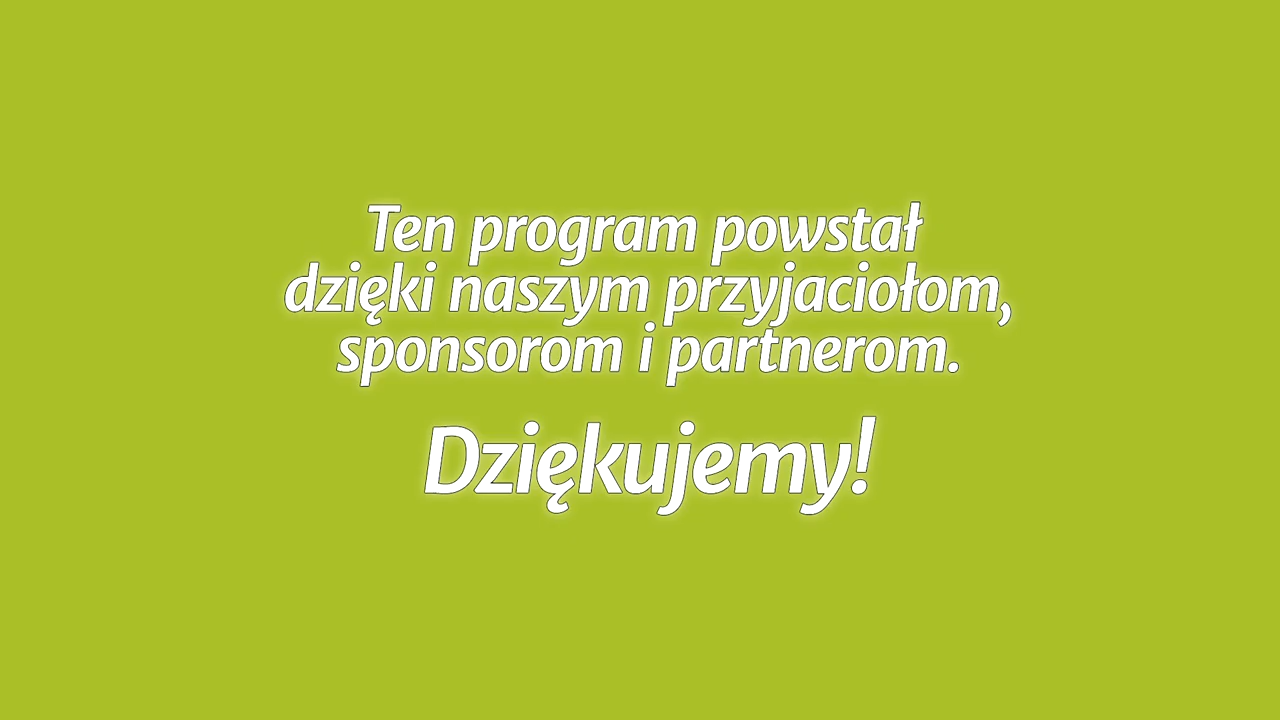 Ten program powstał
dzięki naszym przyjaciołom,
sponsorom i partnerom.
Dziękujemy!